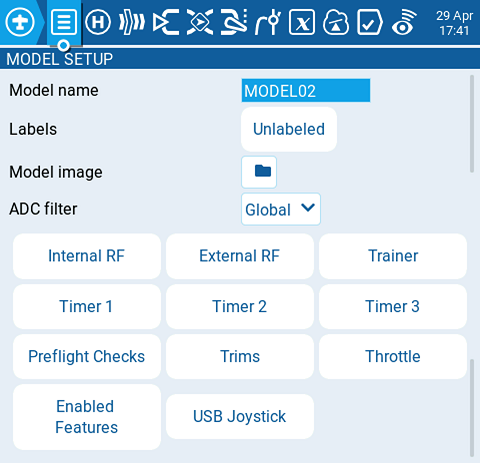 29 Apr
17:41
MODEL SETUP
Model name
MODEL02
Labels
Unlabeled
Model image
ADC filter
Global
Internal RF
External RF
Trainer
Timer 1
Timer 2
Timer 3
Preflight Checks
Trims
Throttle
Enabled
Features
USB Joystick